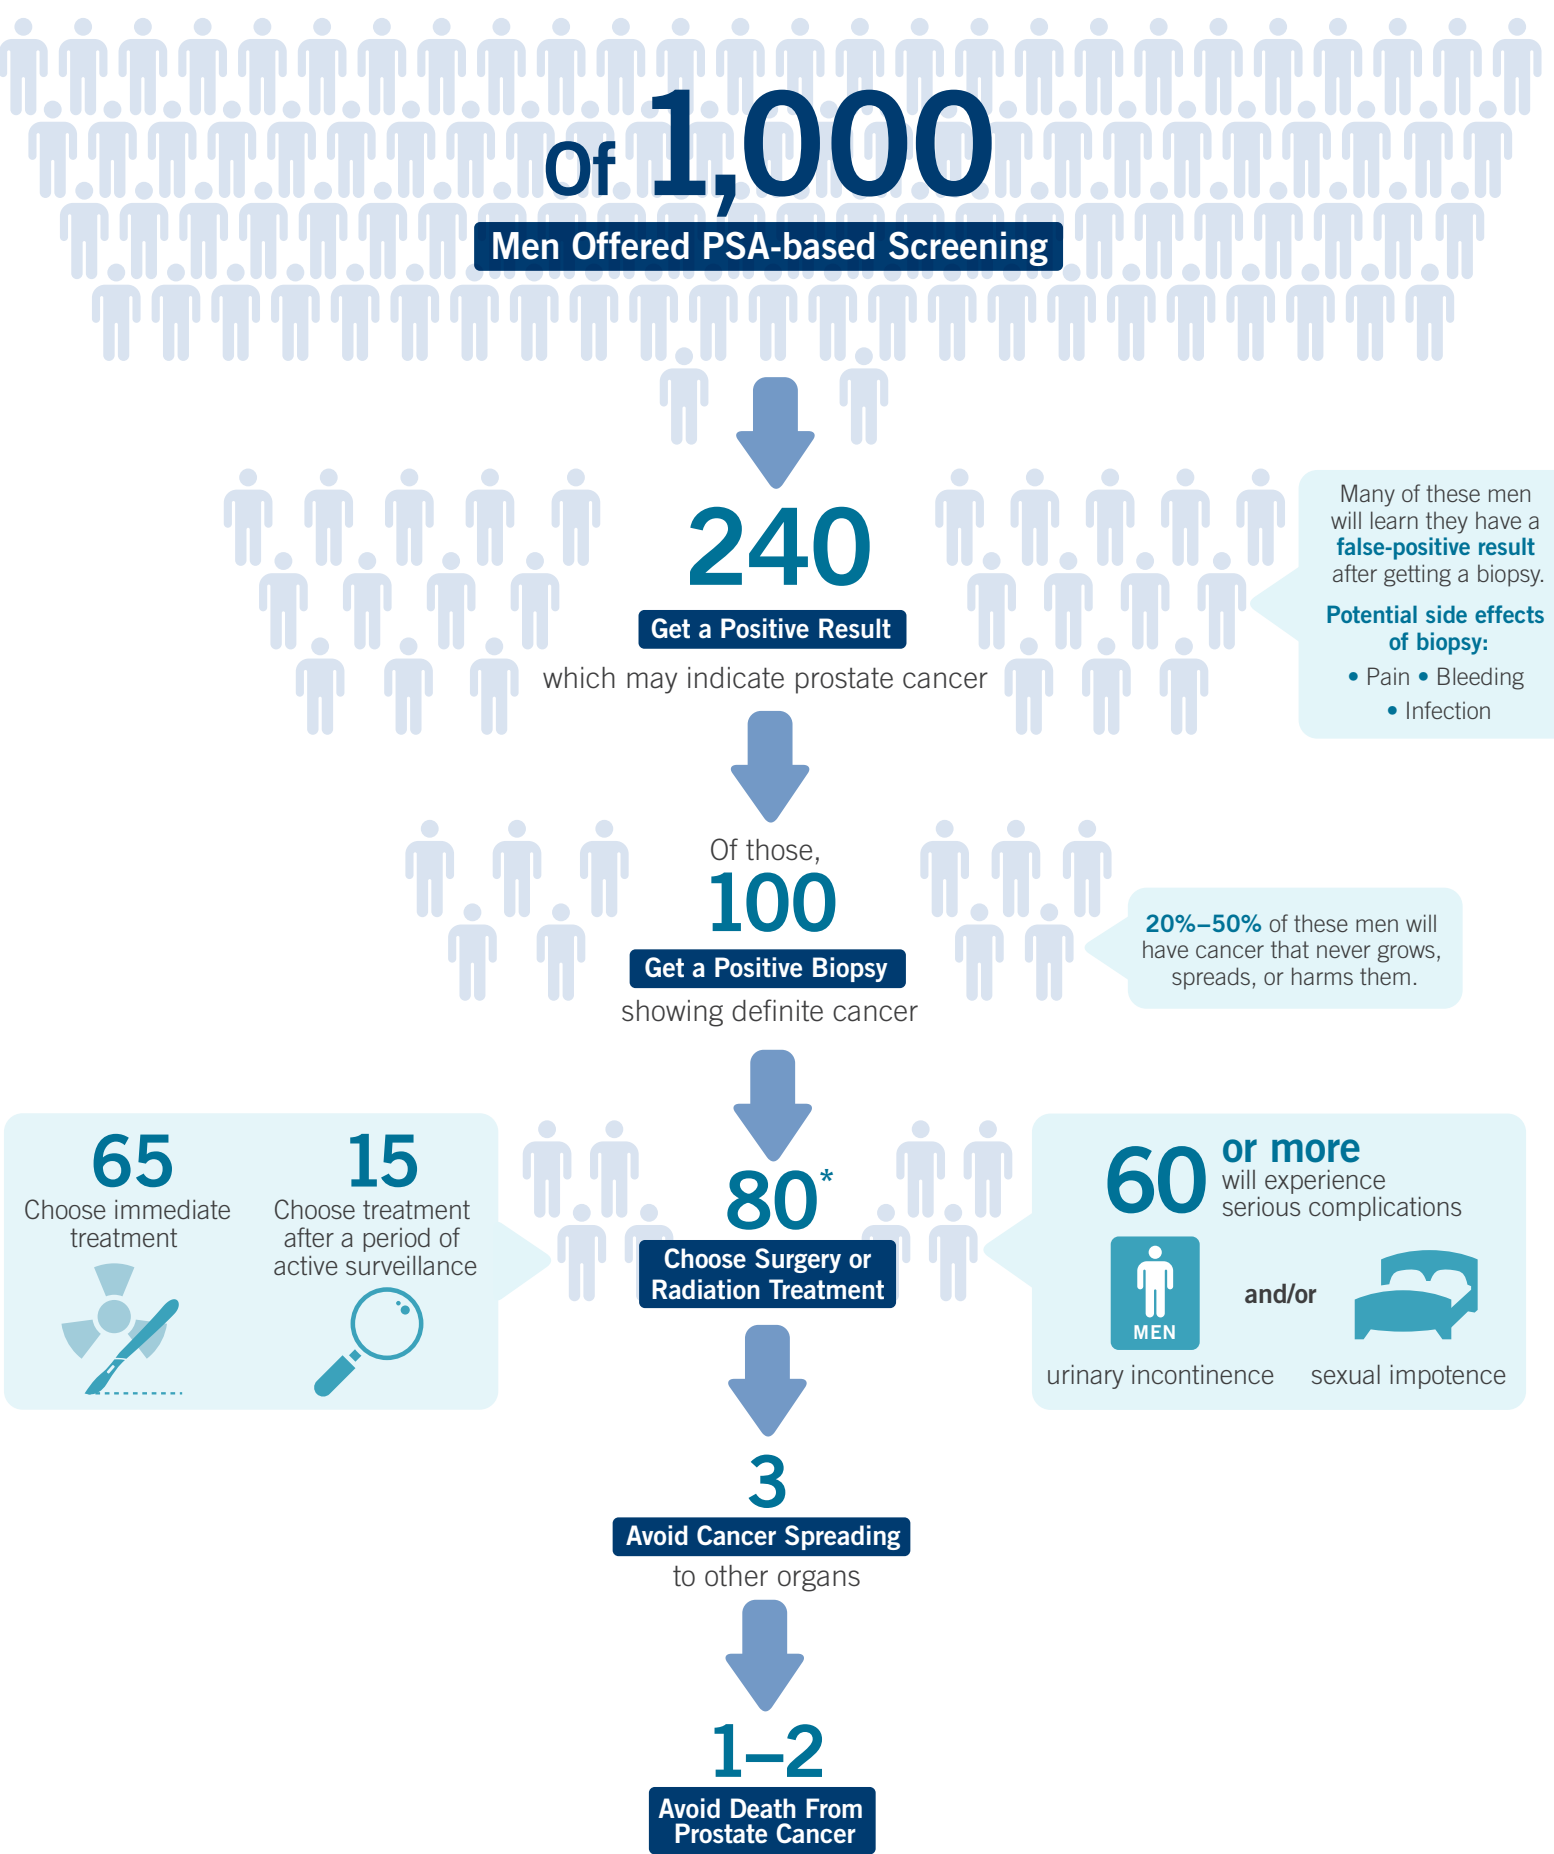 Of 1,000
Men Offered PSA-based Screening
240
Get a Positive Result
which may indicate prostate cancer
Many of these men
will learn they have a
false-positive result
after getting a biopsy.
Potential side effects
of biopsy:
• Pain • Bleeding
• Infection
Of those,
100
Get a Positive Biopsy
showing definite cancer
20%–50% of these men will
have cancer that never grows,
spreads, or harms them.
65
Choose immediate
treatment
15
Choose treatment
after a period of
active surveillance
80*
Choose Surgery or
Radiation Treatment
60 or more
will experience
serious complications
MEN
urinary incontinence
and/or
sexual impotence
3
Avoid Cancer Spreading
to other organs
1–2
Avoid Death From
Prostate Cancer